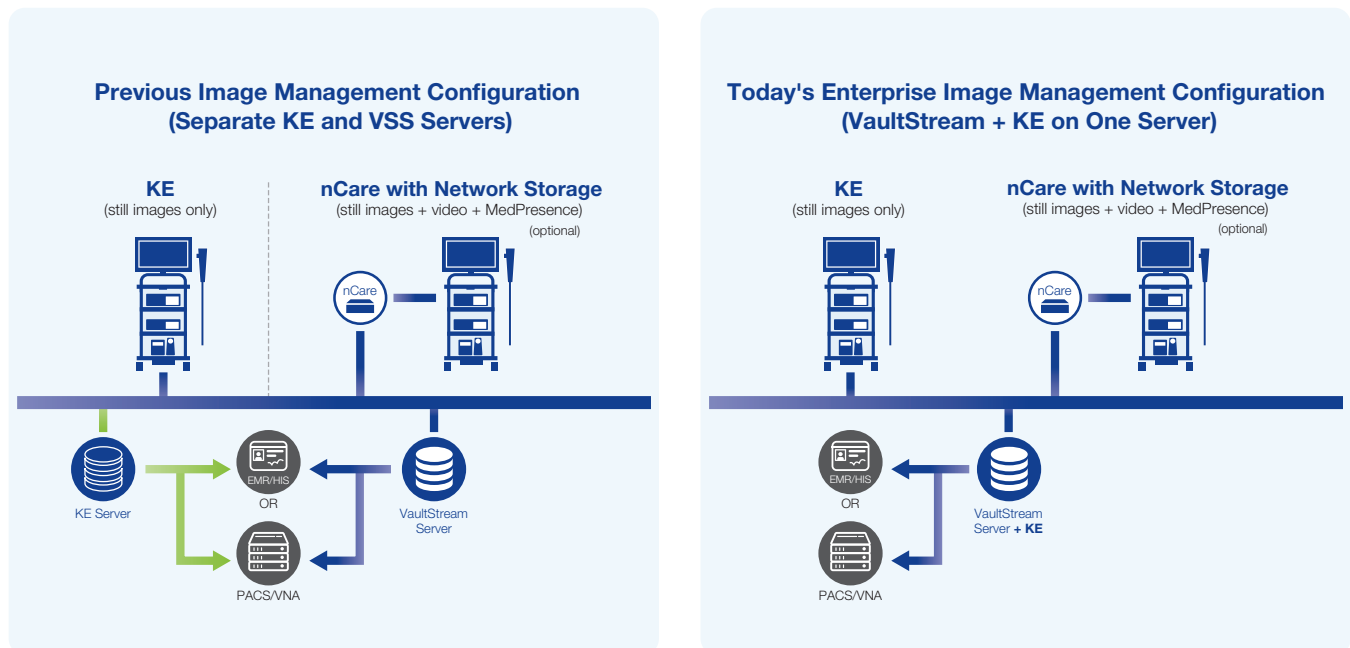 Previous Image Management Configuration
(Separate KE and VSS Servers)
KE
(still images only)
nCare with Network Storage
(still images + video + MedPresence)
(optional)
nCare
KE Server
EMR/HIS
OR
PACS/VNA
VaultStream
Server
Today's Enterprise Image Management Configuration
(VaultStream + KE on One Server)
KE
(still images only)
nCare with Network Storage
(still images + video + MedPresence)
(optional)
nCare
EMR/HIS
OR
PACS/VNA
VaultStream
Server + KE